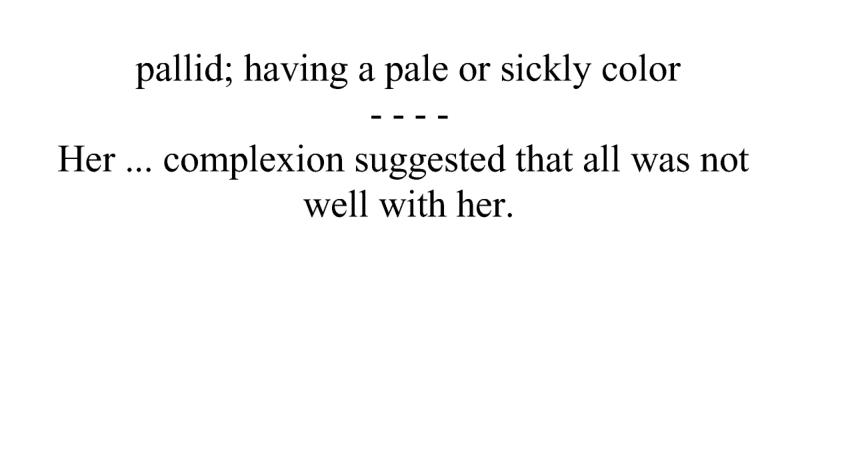 pallid; having a pale or sickly color
- - - -
Her ... complexion suggested that all was not
well with her.